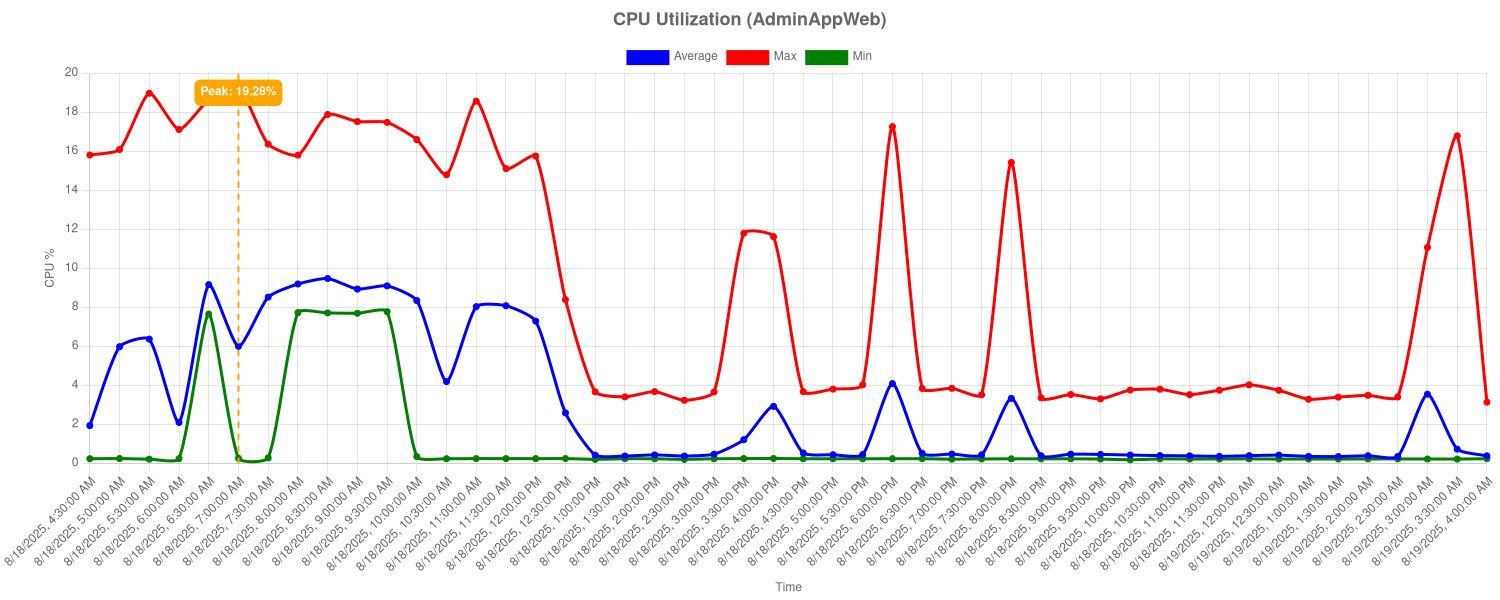 CPU Utilization (AdminAppWeb)
Average Max Min
Peak: 19.28%
CPU %
20
18
16
14
12
10
8
6
4
2
0
8/18/2025, 4:30:00 AM
8/18/2025, 5:00:00 AM
8/18/2025, 5:30:00 AM
8/18/2025, 6:00:00 AM
8/18/2025, 6:30:00 AM
8/18/2025, 7:00:00 AM
8/18/2025, 7:30:00 AM
8/18/2025, 8:00:00 AM
8/18/2025, 8:30:00 AM
8/18/2025, 9:00:00 AM
8/18/2025, 9:30:00 AM
8/18/2025, 10:00:00 AM
8/18/2025, 10:30:00 AM
8/18/2025, 11:00:00 AM
8/18/2025, 11:30:00 AM
8/18/2025, 12:00:00 PM
8/18/2025, 12:30:00 PM
8/18/2025, 1:00:00 PM
8/18/2025, 1:30:00 PM
8/18/2025, 2:00:00 PM
8/18/2025, 2:30:00 PM
8/18/2025, 3:00:00 PM
8/18/2025, 3:30:00 PM
8/18/2025, 4:00:00 PM
8/18/2025, 4:30:00 PM
8/18/2025, 5:00:00 PM
8/18/2025, 5:30:00 PM
8/18/2025, 6:00:00 PM
8/18/2025, 6:30:00 PM
8/18/2025, 7:00:00 PM
8/18/2025, 7:30:00 PM
8/18/2025, 8:00:00 PM
8/18/2025, 8:30:00 PM
8/18/2025, 9:00:00 PM
8/18/2025, 9:30:00 PM
8/18/2025, 10:00:00 PM
8/18/2025, 10:30:00 PM
8/18/2025, 11:00:00 PM
8/18/2025, 11:30:00 PM
8/19/2025, 12:00:00 AM
8/19/2025, 12:30:00 AM
8/19/2025, 1:00:00 AM
8/19/2025, 1:30:00 AM
8/19/2025, 2:00:00 AM
8/19/2025, 2:30:00 AM
8/19/2025, 3:00:00 AM
8/19/2025, 3:30:00 AM
8/19/2025, 4:00:00 AM
Time